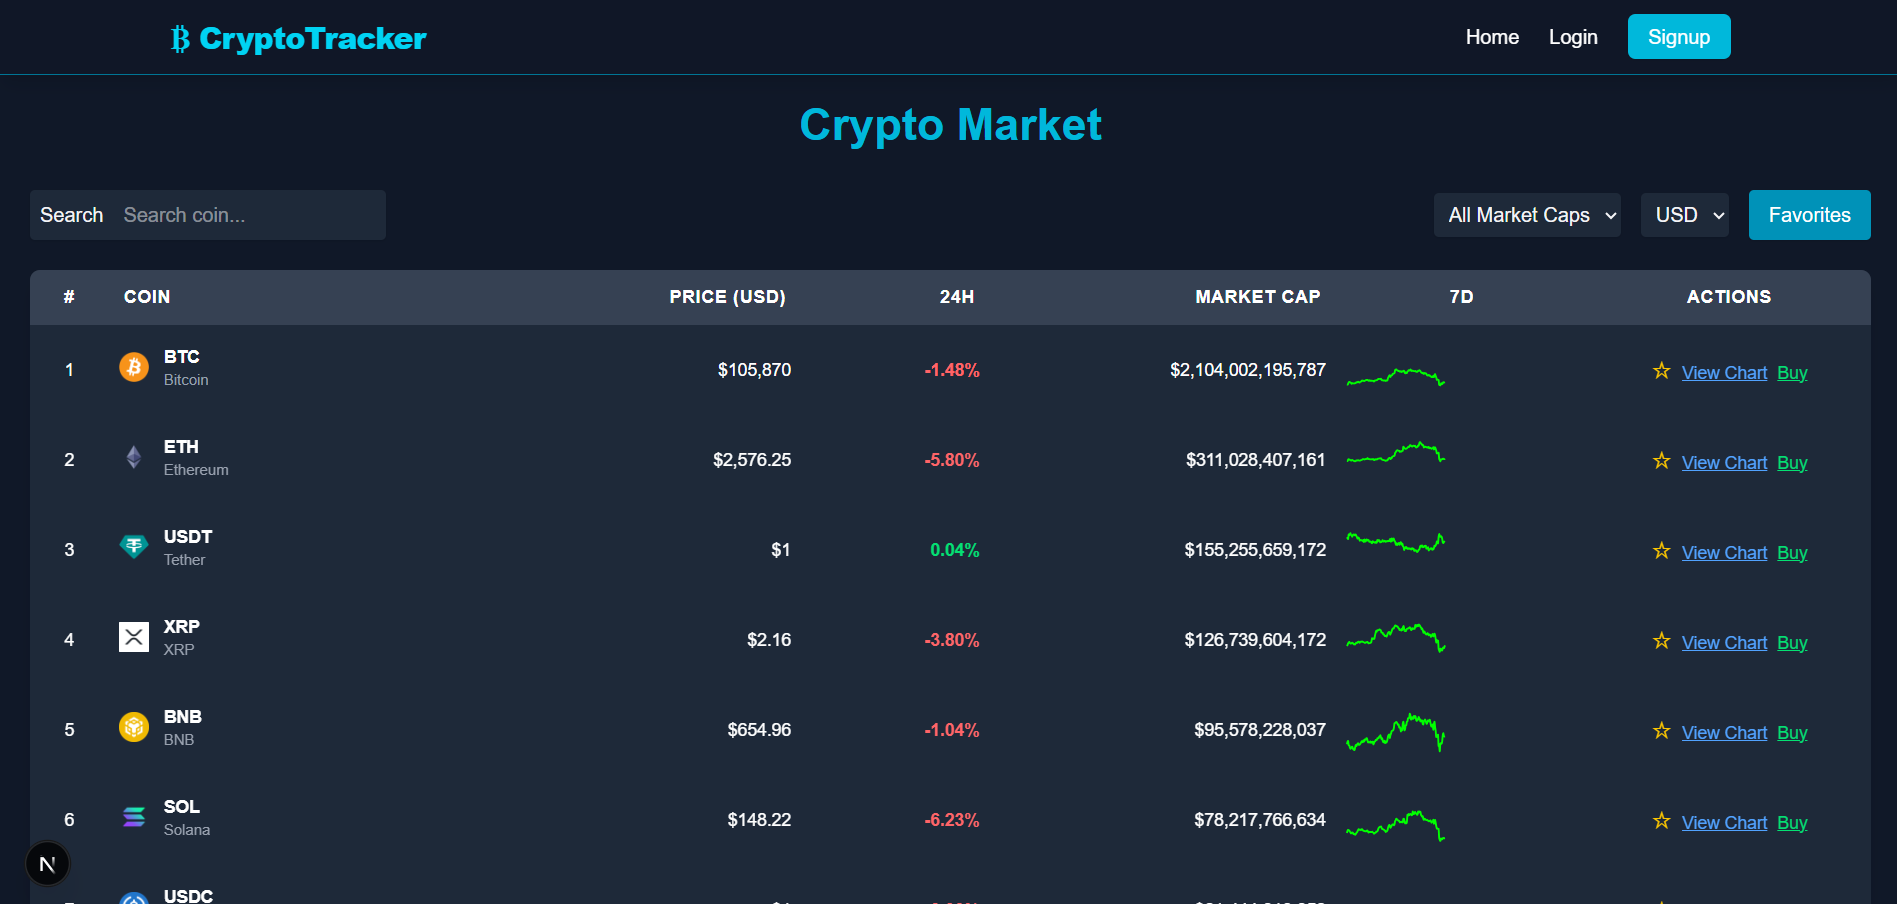 CryptoTracker
Home Login Signup
Crypto Market
Search Search coin... All Market Caps USD Favorites
# COIN PRICE (USD) 24H MARKET CAP 7D ACTIONS
BTC
1 $105,870 -1.48% $2,104,002,195,787 ☆ View Chart Buy
Bitcoin
ETH
2 $2,576.25 -5.80% $311,028,407,161 ☆ View Chart Buy
Ethereum
USDT
3 $1 0.04% $155,255,659,172 ☆ View Chart Buy
Tether
XRP
4 $2.16 -3.80% $126,739,604,172 ☆ View Chart Buy
XRP
BNB
5 $654.96 -1.04% $95,578,228,037 ☆ View Chart Buy
BNB
SOL
6 $148.22 -6.23% $78,217,766,634 ☆ View Chart Buy
Solana
N
USDC